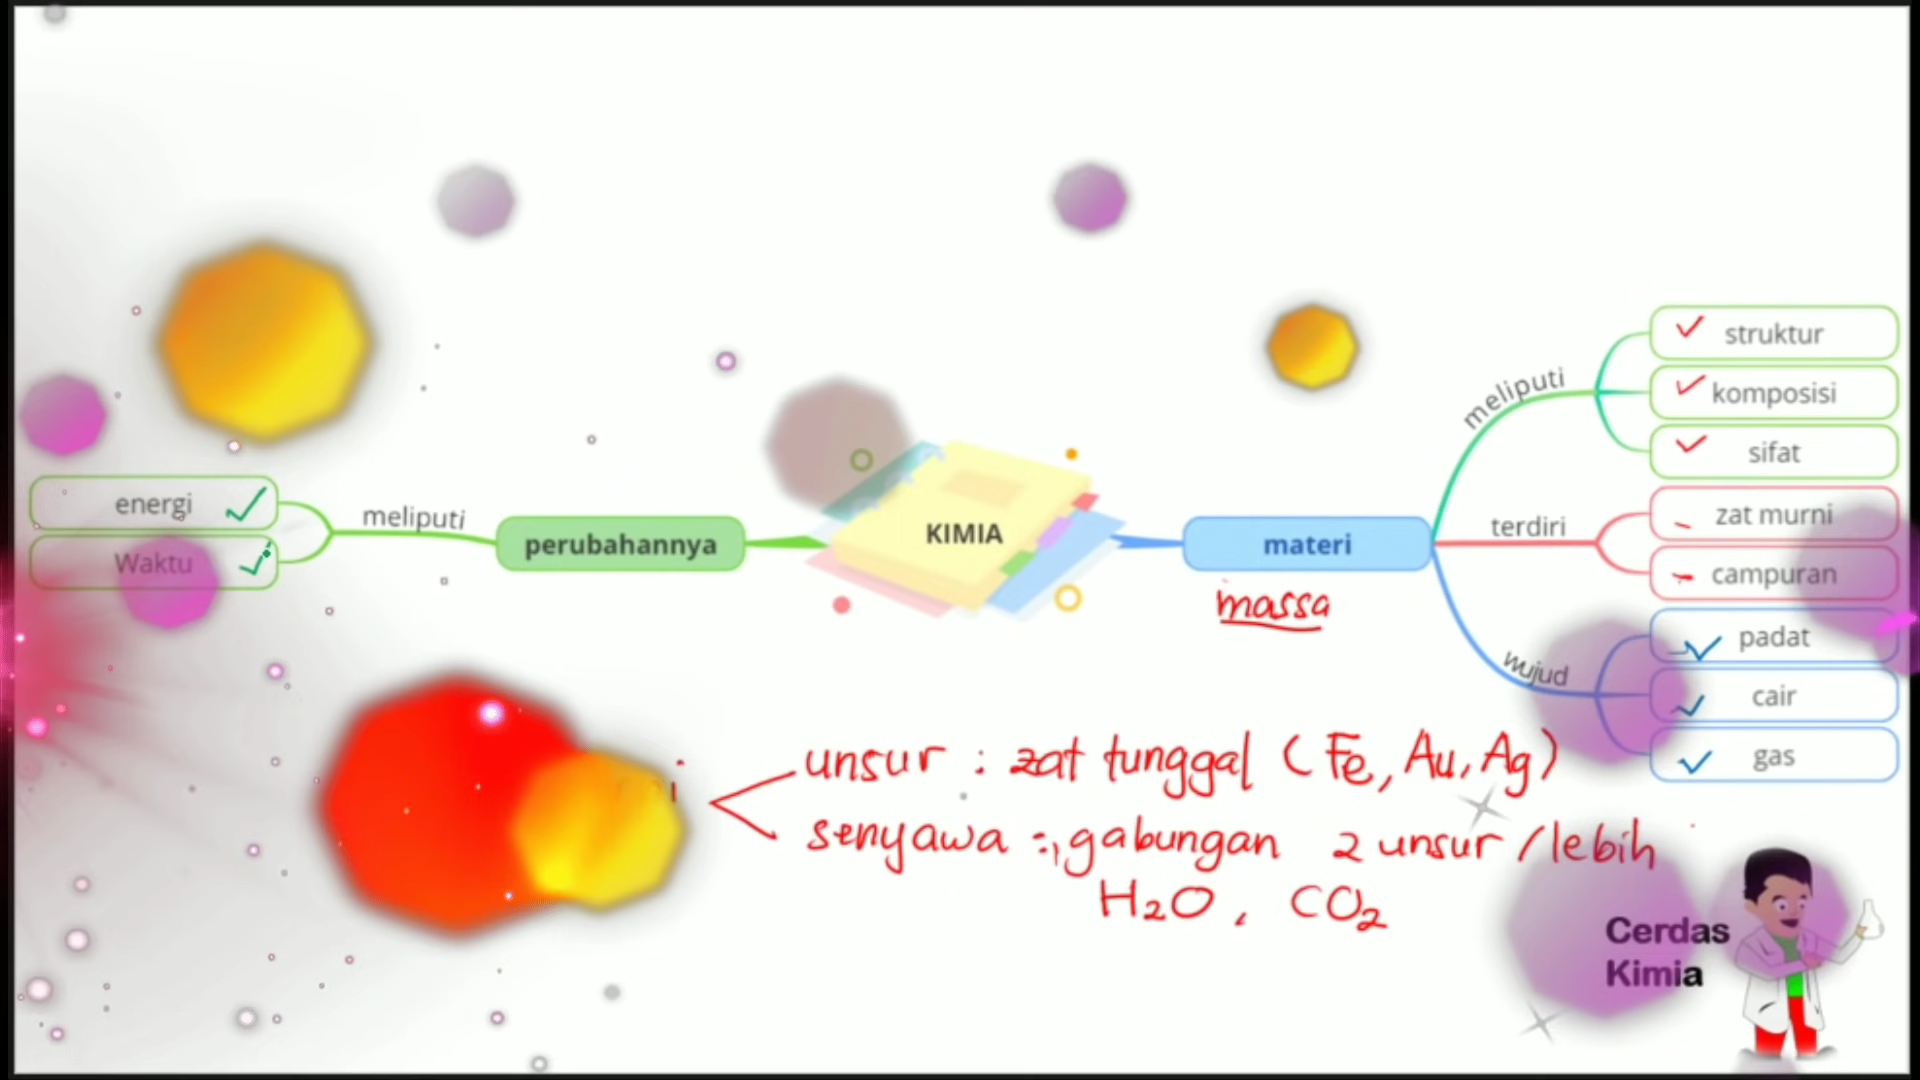 struktur
komposisi
sifat
meliputi
energi
Waktu
meliputi
perubahannya
KIMIA
materi
massa
terdiri
zat murni
campuran
wujud
padat
cair
gas
unsur : zat tunggal (Fe, Au, Ag)
senyawa : gabungan 2 unsur /lebih
H₂O, CO₂
Cerdas
Kimia